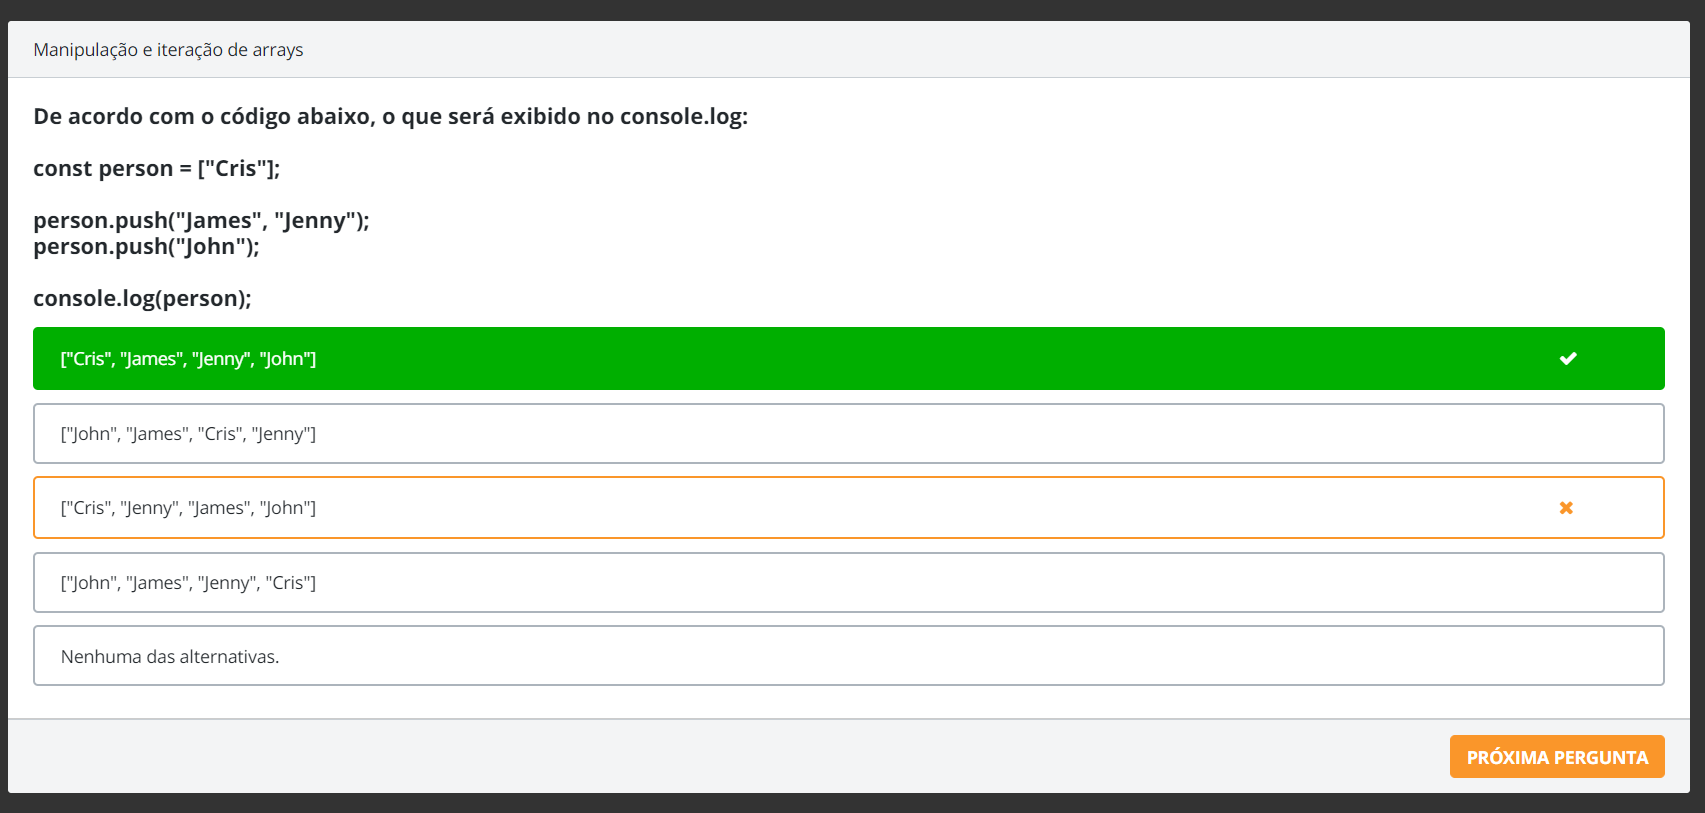 Manipulação e iteração de arrays
De acordo com o código abaixo, o que será exibido no console.log:
const person = ["Cris"];
person.push("James", "Jenny");
person.push("John");
console.log(person);
["Cris", "James", "Jenny", "John"]
["John", "James", "Cris", "Jenny"]
["Cris", "Jenny", "James", "John"]
["John", "James", "Jenny", "Cris"]
Nenhuma das alternativas.
PRÓXIMA PERGUNTA